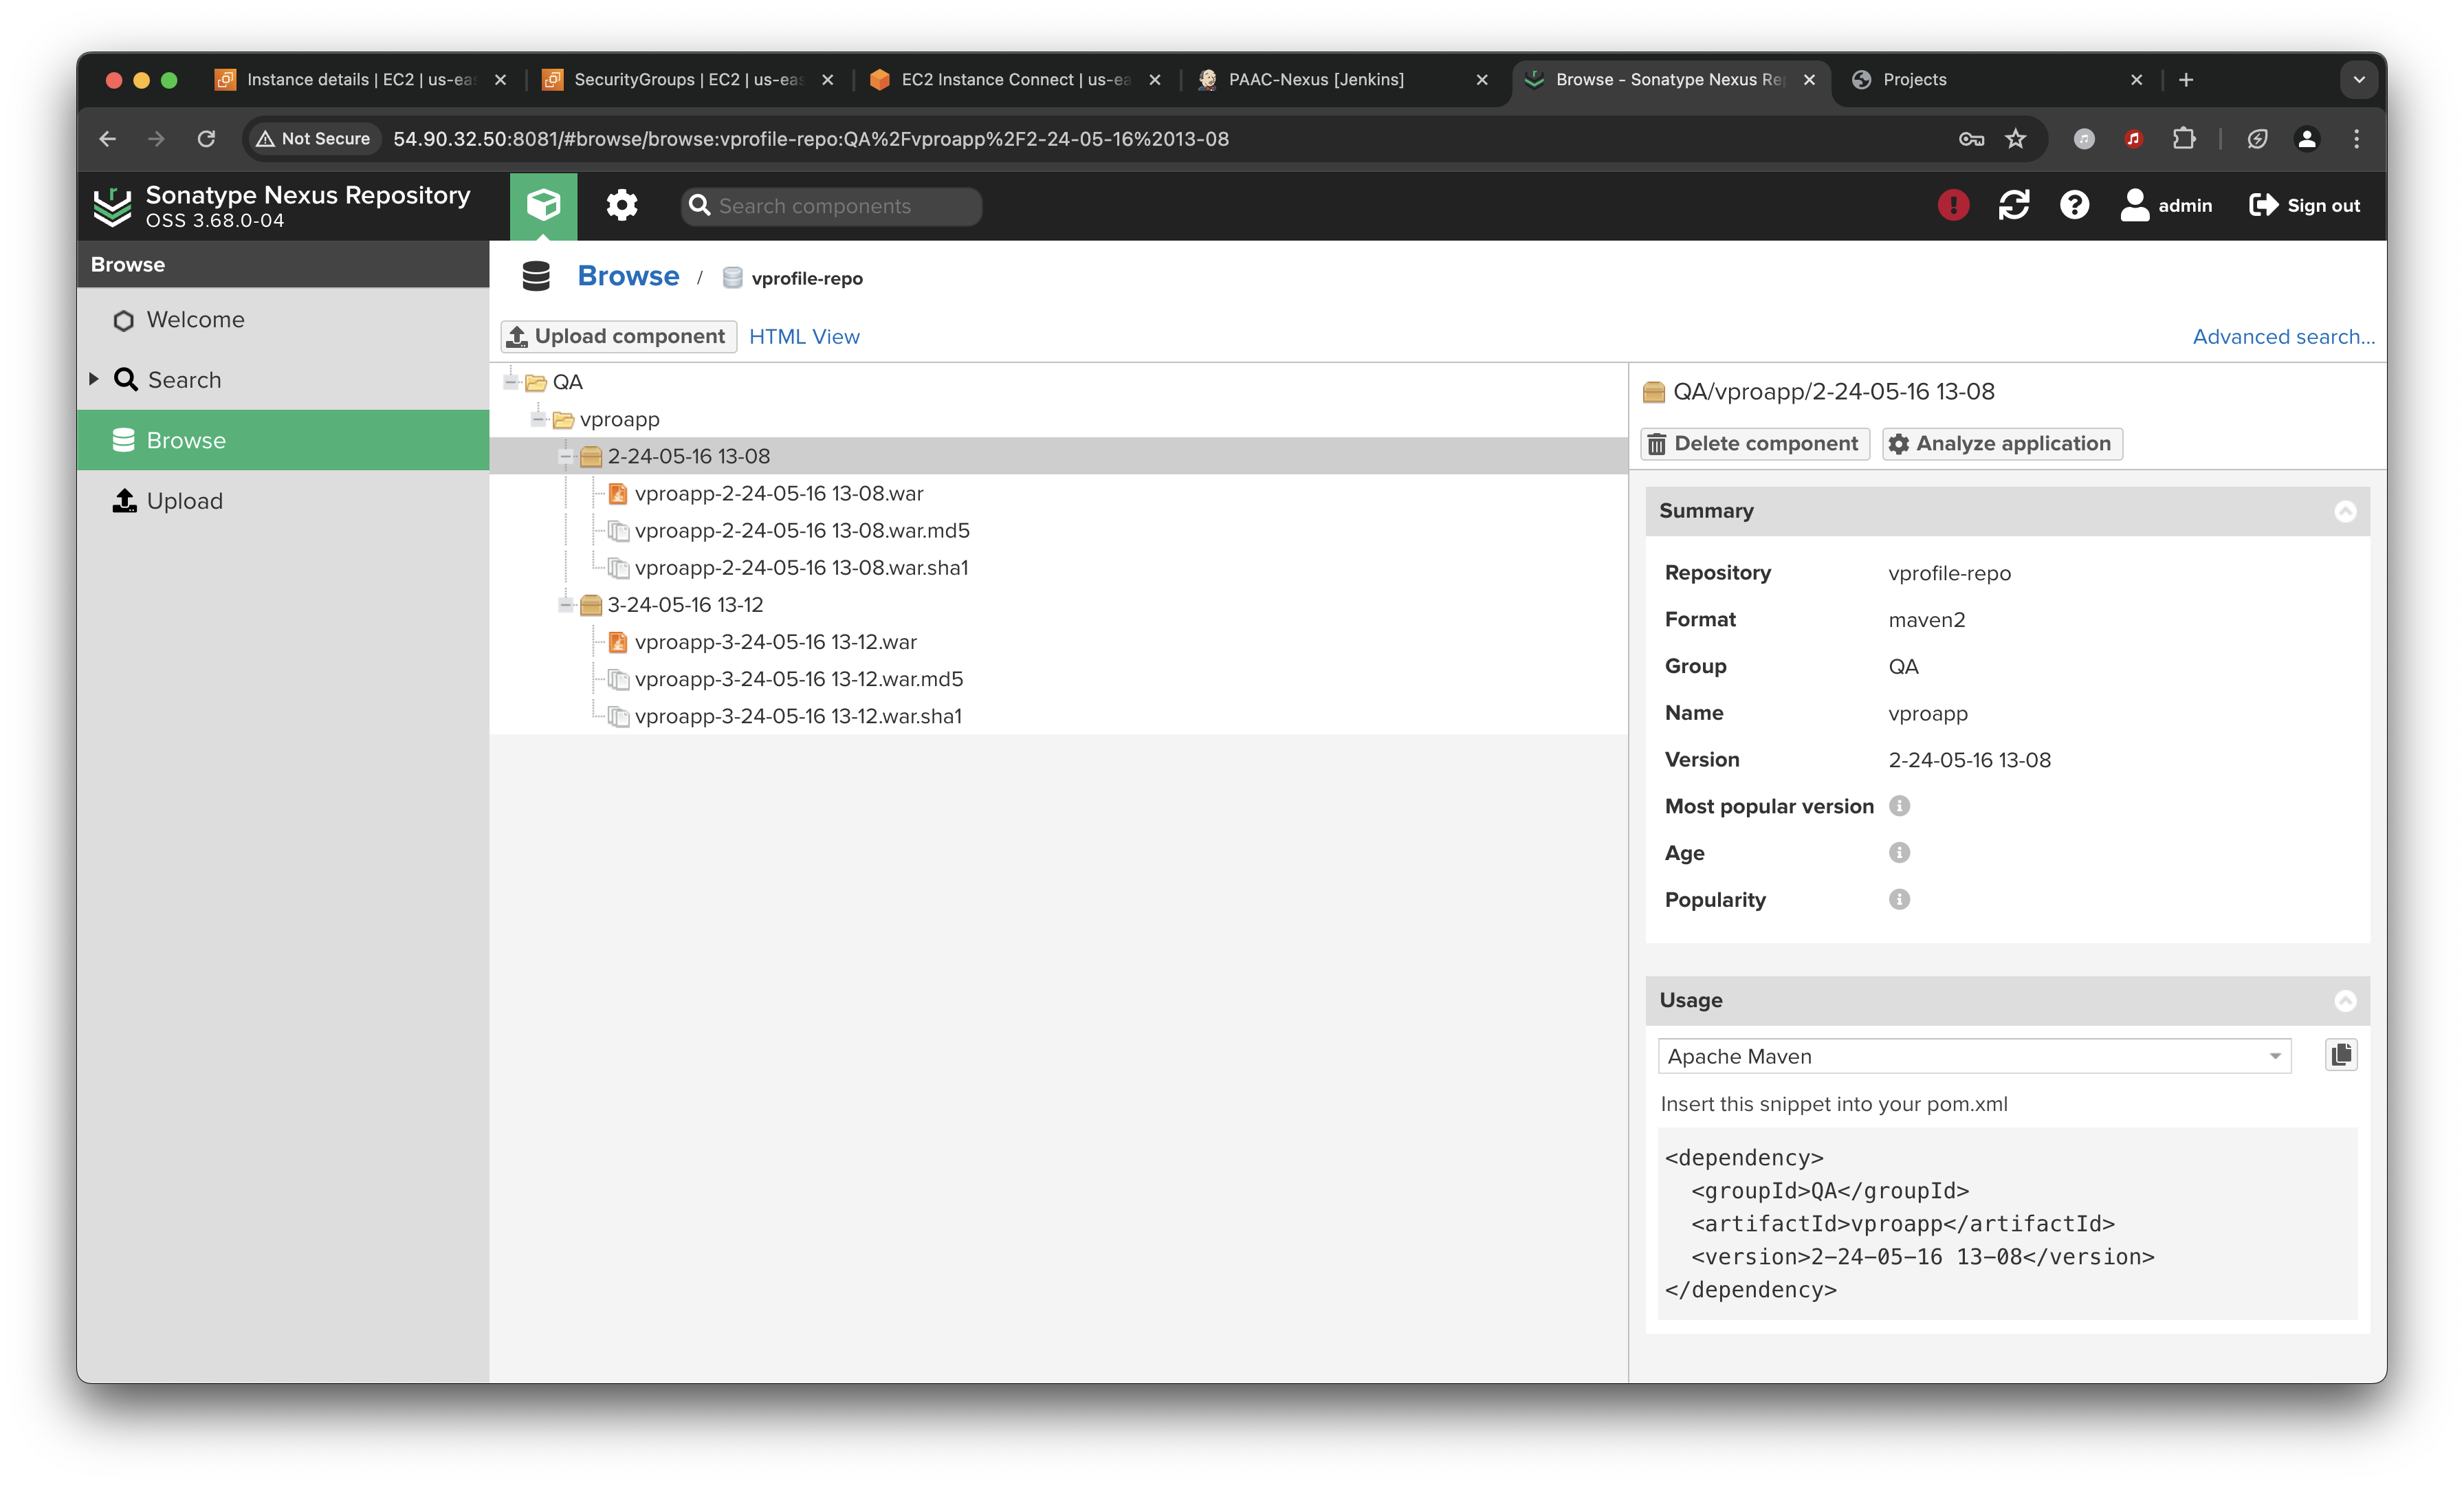 Instance details | EC2 | us-eas
SecurityGroups | EC2 | us-eas
EC2 Instance Connect | us-ea
PAAC-Nexus [Jenkins]
Browse - Sonatype Nexus Rep
Projects
Not Secure
54.90.32.50:8081/#browse/browse:vprofile-repo:QA%2Fvproapp%2F2-24-05-16%2013-08
Sonatype Nexus Repository
OSS 3.68.0-04
Search components
admin
Sign out
Browse
Welcome
Search
Browse
Upload
Browse / vprofile-repo
Upload component
HTML View
Advanced search...
QA
vproapp
2-24-05-16 13-08
vproapp-2-24-05-16 13-08.war
vproapp-2-24-05-16 13-08.war.md5
vproapp-2-24-05-16 13-08.war.sha1
3-24-05-16 13-12
vproapp-3-24-05-16 13-12.war
vproapp-3-24-05-16 13-12.war.md5
vproapp-3-24-05-16 13-12.war.sha1
QA/vproapp/2-24-05-16 13-08
Delete component
Analyze application
Summary
Repository vprofile-repo
Format maven2
Group QA
Name vproapp
Version 2-24-05-16 13-08
Most popular version
Age
Popularity
Usage
Apache Maven
Insert this snippet into your pom.xml
<dependency>
<groupId>QA</groupId>
<artifactId>vproapp</artifactId>
<version>2-24-05-16 13-08</version>
</dependency>